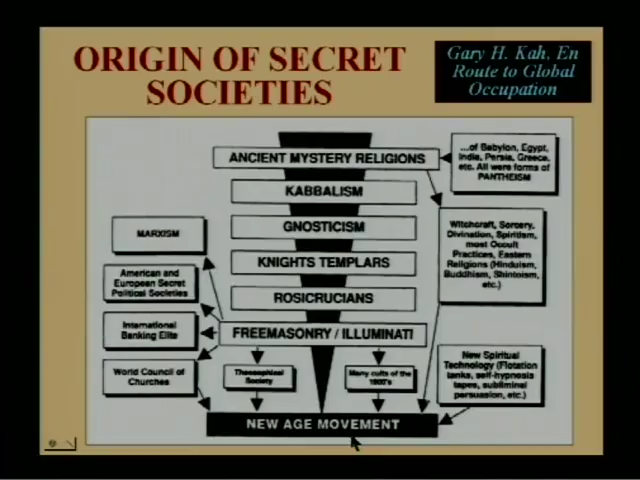 ORIGIN OF SECRET
SOCIETIES
Gary H. Kah, En
Route to Global
Occupation
ANCIENT MYSTERY RELIGIONS
...of Babylon, Egypt,
India, Persia, Greece,
etc. All were forms of
PANTHEISM
KABBALISM
GNOSTICISM
KNIGHTS TEMPLARS
ROSICRUCIANS
FREEMASONRY / ILLUMINATI
Witchcraft, Sorcery,
Divination, Spiritism,
most Occult
Practices, Eastern
Religions (Hinduism,
Buddhism, Shintoism,
etc.)
MARXISM
American and
European Secret
Political Societies
International
Banking Elite
World Council of
Churches
Theosophical
Society
Many cults of the
1800's
New Spiritual
Technology (Flotation
tanks, self-hypnosis
tapes, subliminal
persuasion, etc.)
NEW AGE MOVEMENT